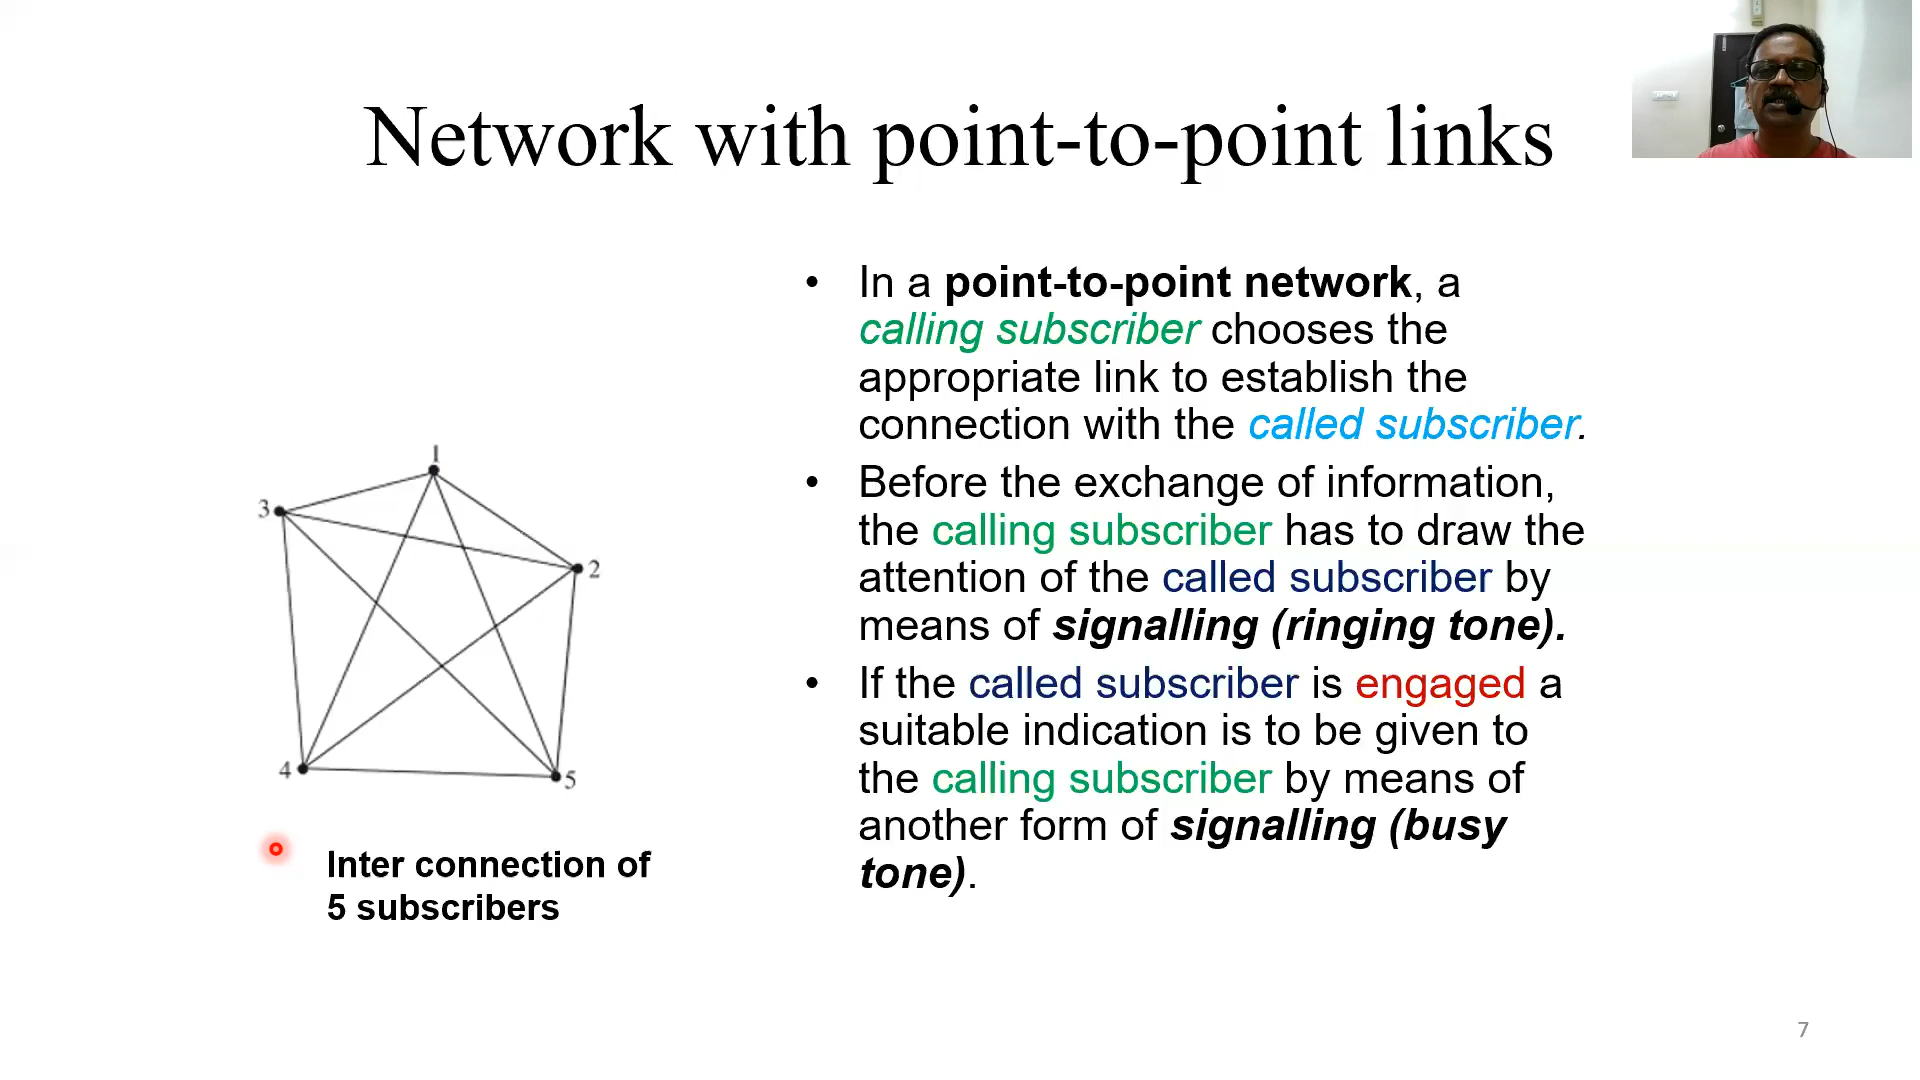 Network with point-to-point links
• In a point-to-point network, a
calling subscriber chooses the
appropriate link to establish the
connection with the called subscriber.
• Before the exchange of information,
the calling subscriber has to draw the
attention of the called subscriber by
means of signalling (ringing tone).
• If the called subscriber is engaged a
suitable indication is to be given to
the calling subscriber by means of
another form of signalling (busy
tone).
1
3
2
4
5
Inter connection of
5 subscribers
7